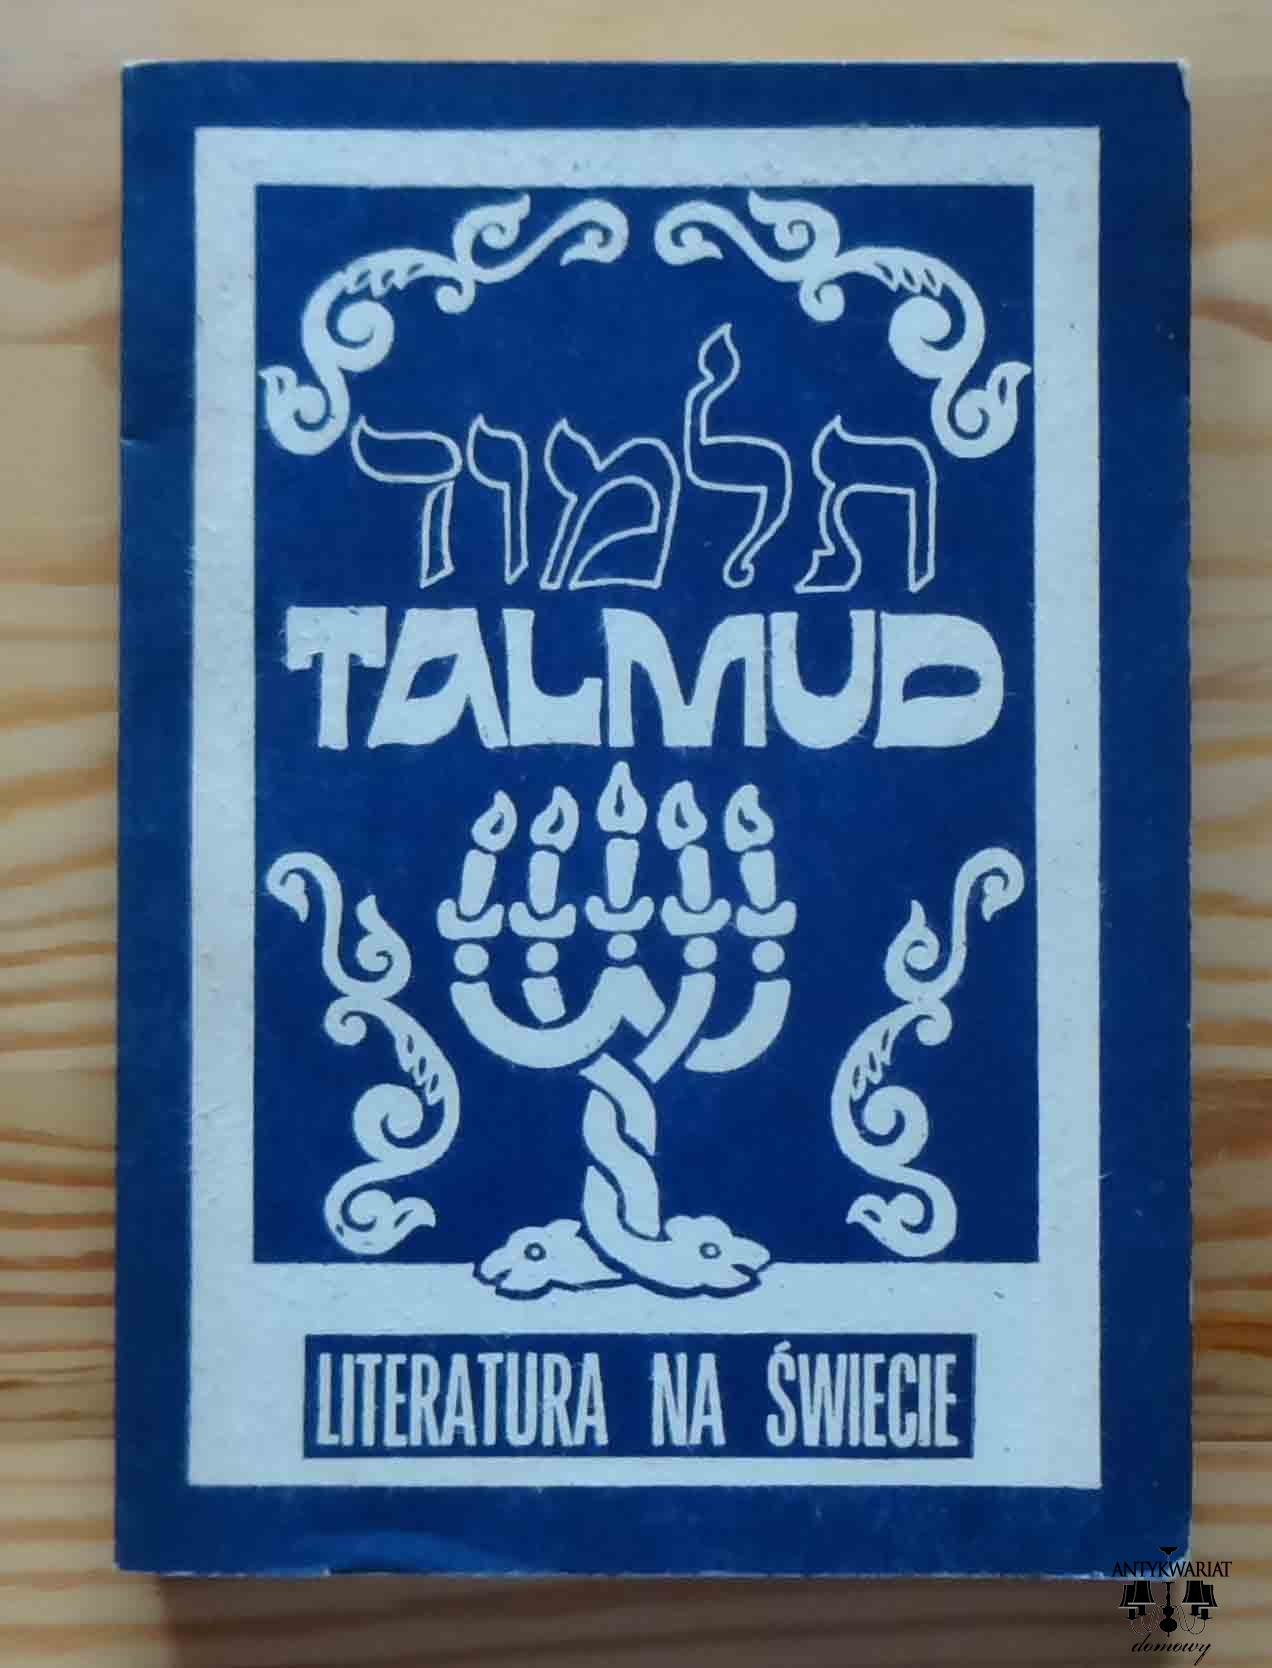 תלמוד
TALMUD
LITERATURA NA ŚWIECIE
ANTYKWARIAT
domowy